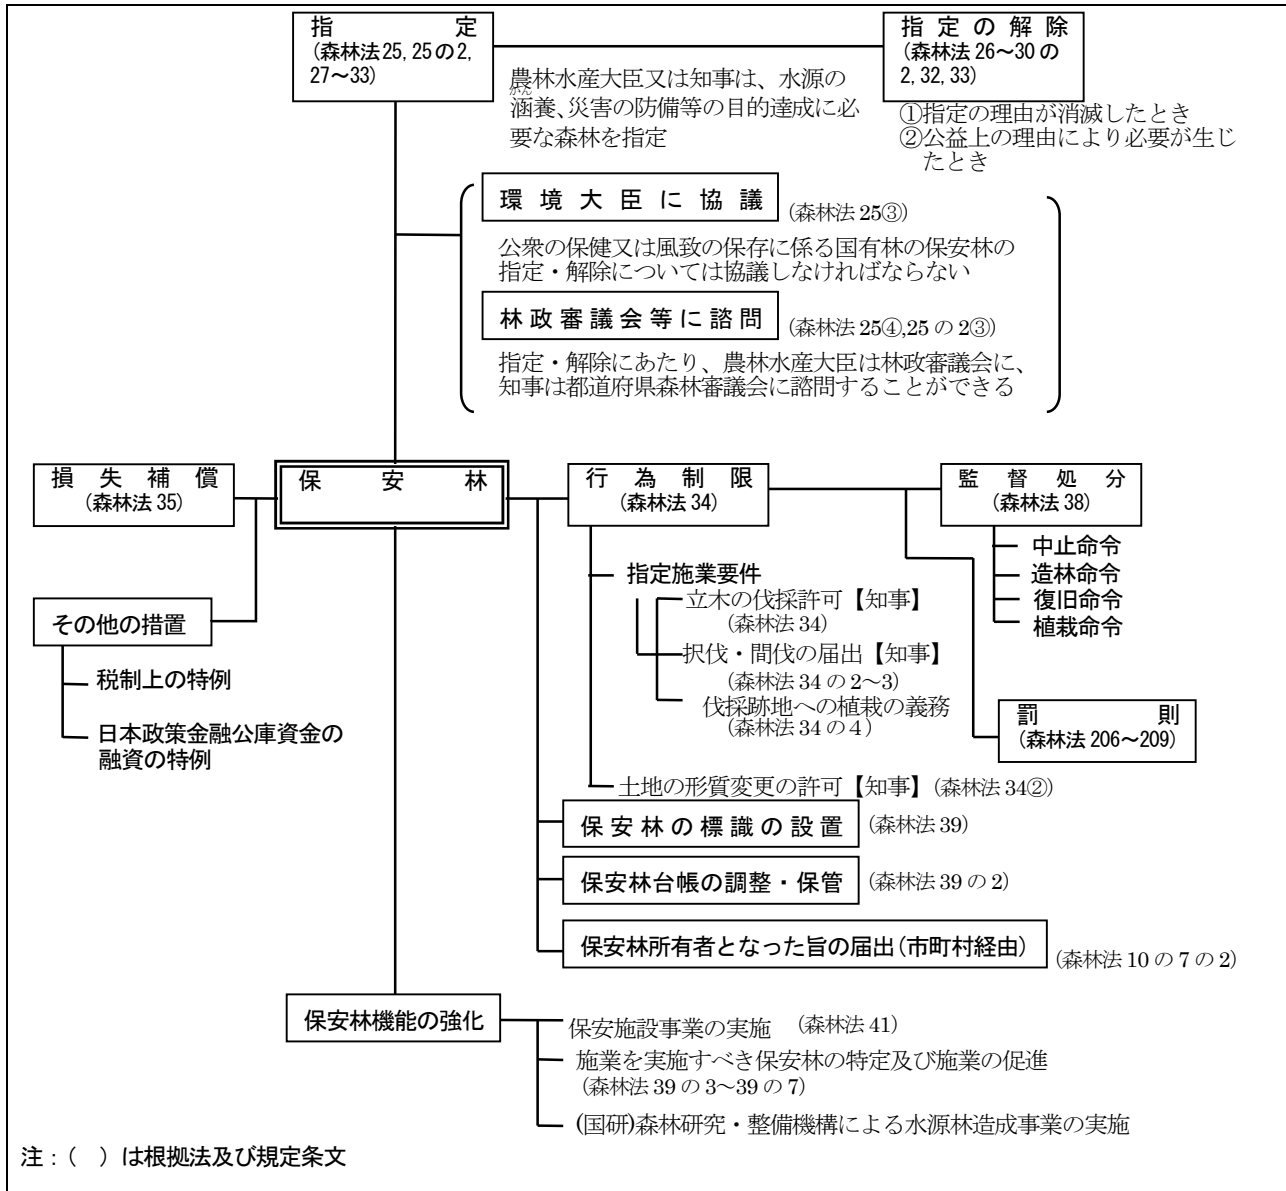 指定
(森林法25, 25の2,
27～33)
指定の解除
(森林法 26～30 の
2, 32, 33)
農林水産大臣又は知事は、水源の
かん
涵養、災害の防備等の目的達成に必
要な森林を指定
①指定の理由が消滅したとき
②公益上の理由により必要が生じ
たとき
環境大臣に協議
(森林法 25③)
公衆の保健又は風致の保存に係る国有林の保安林の
指定・解除については協議しなければならない
林政審議会等に諮問
(森林法 25④,25 の 2③)
指定・解除にあたり、農林水産大臣は林政審議会に、
知事は都道府県森林審議会に諮問することができる
損失補償
(森林法 35)
保安林
行為制限
(森林法 34)
監督処分
(森林法 38)
中止命令
造林命令
復旧命令
植栽命令
指定施業要件
立木の伐採許可【知事】
(森林法 34)
択伐・間伐の届出【知事】
(森林法 34 の 2～3)
伐採跡地への植栽の義務
(森林法 34 の 4)
その他の措置
税制上の特例
日本政策金融公庫資金の
融資の特例
罰則
(森林法 206～209)
土地の形質変更の許可【知事】(森林法 34②)
保安林の標識の設置
(森林法 39)
保安林台帳の調整・保管
(森林法 39 の 2)
保安林所有者となった旨の届出(市町村経由)
(森林法 10 の 7 の 2)
保安林機能の強化
保安施設事業の実施 (森林法 41)
施業を実施すべき保安林の特定及び施業の促進
(森林法 39 の 3～39 の 7)
(国研)森林研究・整備機構による水源林造成事業の実施
注：( )は根拠法及び規定条文